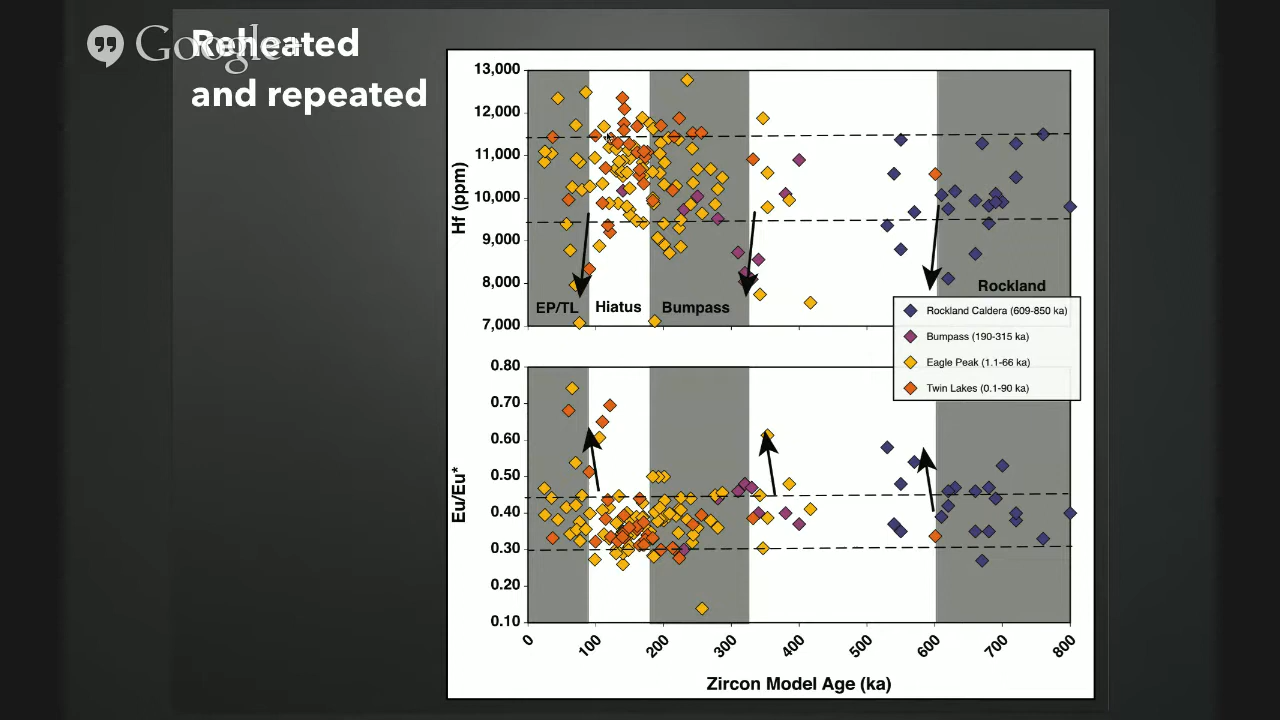 Google+
Reheated
and repeated
13,000
12,000
11,000
10,000
9,000
8,000
7,000
Hf (ppm)
EP/TL
Hiatus
Bumpass
Rockland
Rockland Caldera (609-850 ka)
Bumpass (190-315 ka)
Eagle Peak (1.1-66 ka)
Twin Lakes (0.1-90 ka)
0.80
0.70
0.60
0.50
0.40
0.30
0.20
0.10
Eu/Eu*
0
100
200
300
400
500
600
700
800
Zircon Model Age (ka)